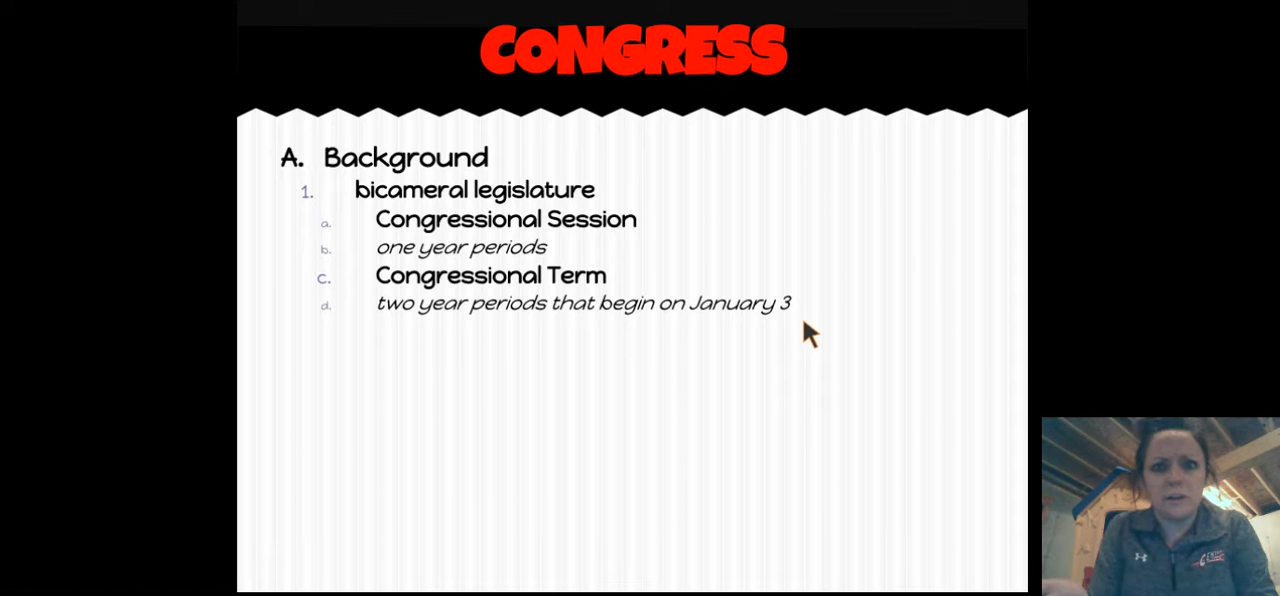 CONGRESS
A. Background
1. bicameral legislature
a. Congressional Session
b. one year periods
c. Congressional Term
d. two year periods that begin on January 3